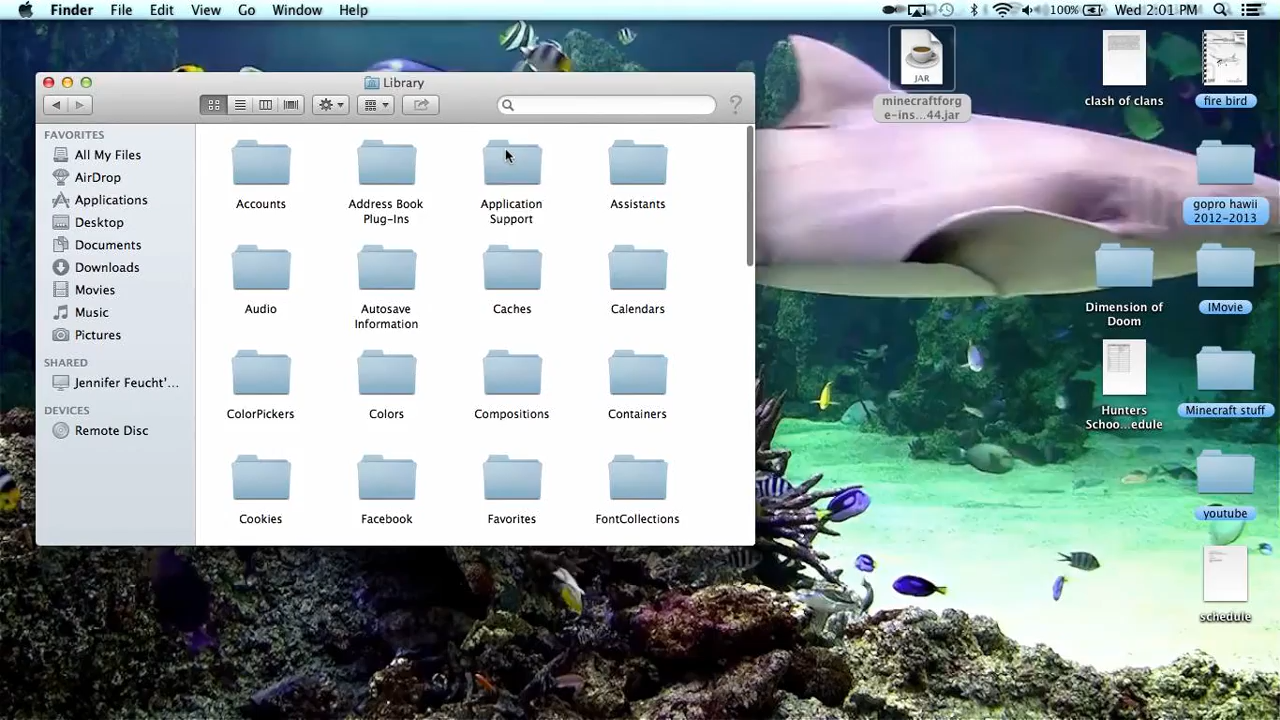 Finder File Edit View Go Window Help 100% Wed 2:01 PM
Library
FAVORITES
All My Files
AirDrop
Applications
Desktop
Documents
Downloads
Movies
Music
Pictures
SHARED
Jennifer Feucht'...
DEVICES
Remote Disc
Accounts
Address Book
Plug-Ins
Application
Support
Assistants
Audio
Autosave
Information
Caches
Calendars
ColorPickers
Colors
Compositions
Containers
Cookies
Facebook
Favorites
FontCollections
JAR
minecraftforg
e-ins...44.jar
clash of clans
fire bird
gopro hawii
2012-2013
Dimension of
Doom
IMovie
Hunters
Schoo...edule
Minecraft stuff
youtube
schedule